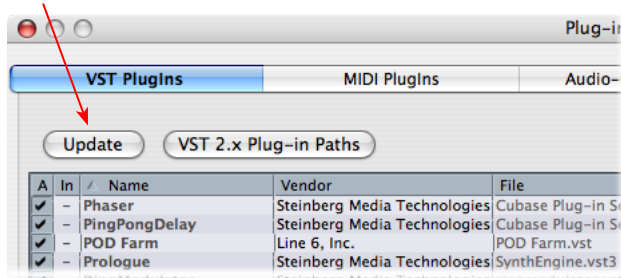 Plug-in
VST PlugIns MIDI PlugIns Audio-
Update VST 2.x Plug-in Paths
A In Name Vendor File
Phaser Steinberg Media Technologies Cubase Plug-in
PingPongDelay Steinberg Media Technologies Cubase Plug-in
POD Farm Line 6, Inc. POD Farm.vst
Prologue Steinberg Media Technologies SynthEngine.vst3